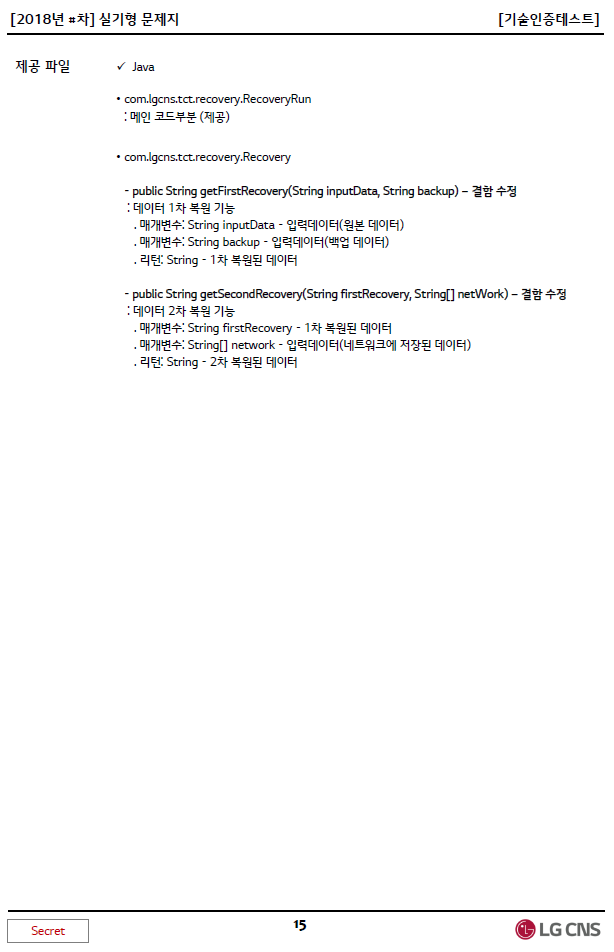 [2018년 #차] 실기형 문제지 [기술인증테스트]
제공 파일 ✓ Java
• com.lgcns.tct.recovery.RecoveryRun
: 메인 코드부분 (제공)
• com.lgcns.tct.recovery.Recovery
- public String getFirstRecovery(String inputData, String backup) – 결함 수정
: 데이터 1차 복원 기능
. 매개변수: String inputData - 입력데이터(원본 데이터)
. 매개변수: String backup - 입력데이터(백업 데이터)
. 리턴: String - 1차 복원된 데이터
- public String getSecondRecovery(String firstRecovery, String[] netWork) – 결함 수정
: 데이터 2차 복원 기능
. 매개변수: String firstRecovery - 1차 복원된 데이터
. 매개변수: String[] network - 입력데이터(네트워크에 저장된 데이터)
. 리턴: String - 2차 복원된 데이터
Secret 15 LG CNS